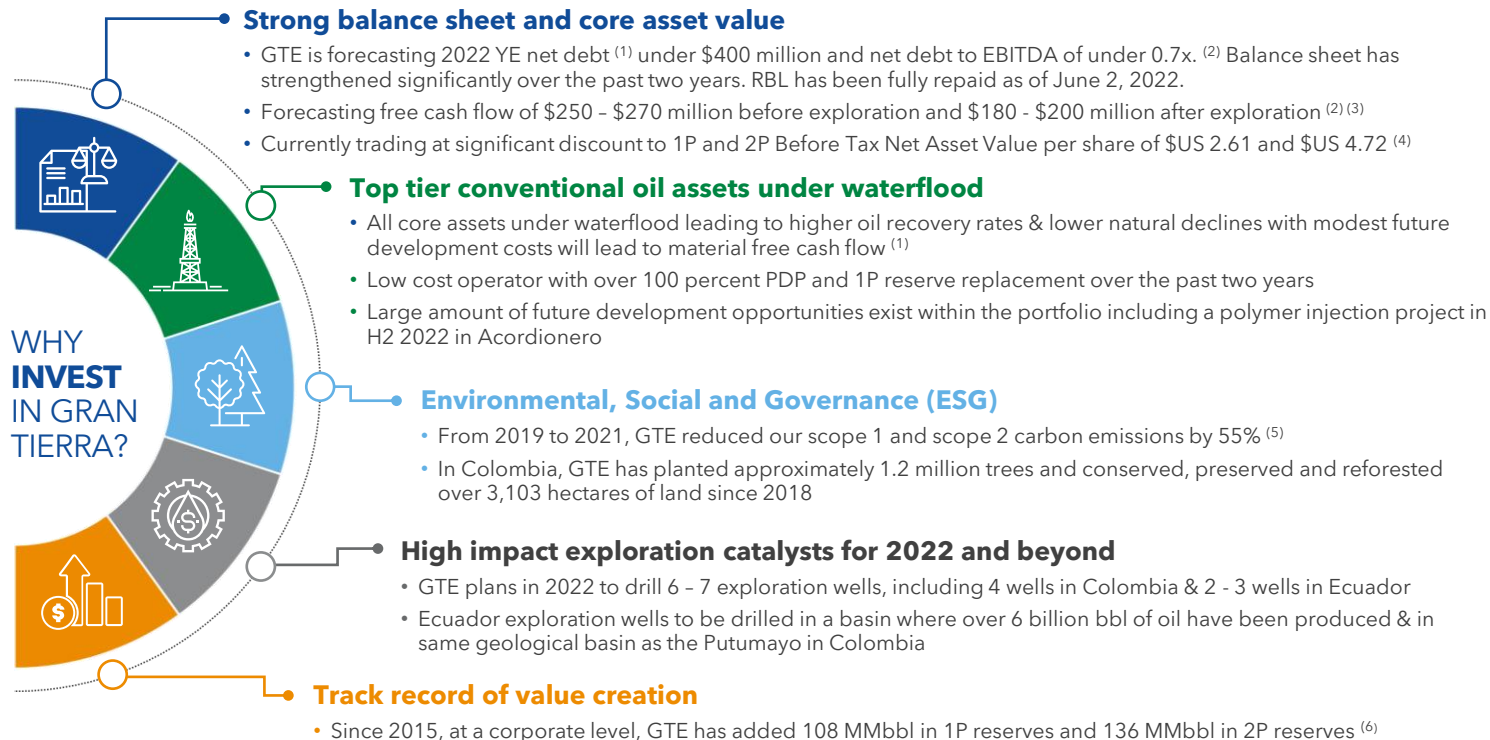 Strong balance sheet and core asset value
• GTE is forecasting 2022 YE net debt (1) under $400 million and net debt to EBITDA of under 0.7x. (2) Balance sheet has
strengthened significantly over the past two years. RBL has been fully repaid as of June 2, 2022.
• Forecasting free cash flow of $250 – $270 million before exploration and $180 - $200 million after exploration (2) (3)
• Currently trading at significant discount to 1P and 2P Before Tax Net Asset Value per share of $US 2.61 and $US 4.72 (4)
Top tier conventional oil assets under waterflood
• All core assets under waterflood leading to higher oil recovery rates & lower natural declines with modest future
development costs will lead to material free cash flow (1)
• Low cost operator with over 100 percent PDP and 1P reserve replacement over the past two years
• Large amount of future development opportunities exist within the portfolio including a polymer injection project in
H2 2022 in Acordionero
WHY
INVEST
IN GRAN
TIERRA?
Environmental, Social and Governance (ESG)
• From 2019 to 2021, GTE reduced our scope 1 and scope 2 carbon emissions by 55% (5)
• In Colombia, GTE has planted approximately 1.2 million trees and conserved, preserved and reforested
over 3,103 hectares of land since 2018
High impact exploration catalysts for 2022 and beyond
• GTE plans in 2022 to drill 6 – 7 exploration wells, including 4 wells in Colombia & 2 - 3 wells in Ecuador
• Ecuador exploration wells to be drilled in a basin where over 6 billion bbl of oil have been produced & in
same geological basin as the Putumayo in Colombia
$
$
Track record of value creation
• Since 2015, at a corporate level, GTE has added 108 MMbbl in 1P reserves and 136 MMbbl in 2P reserves (6)